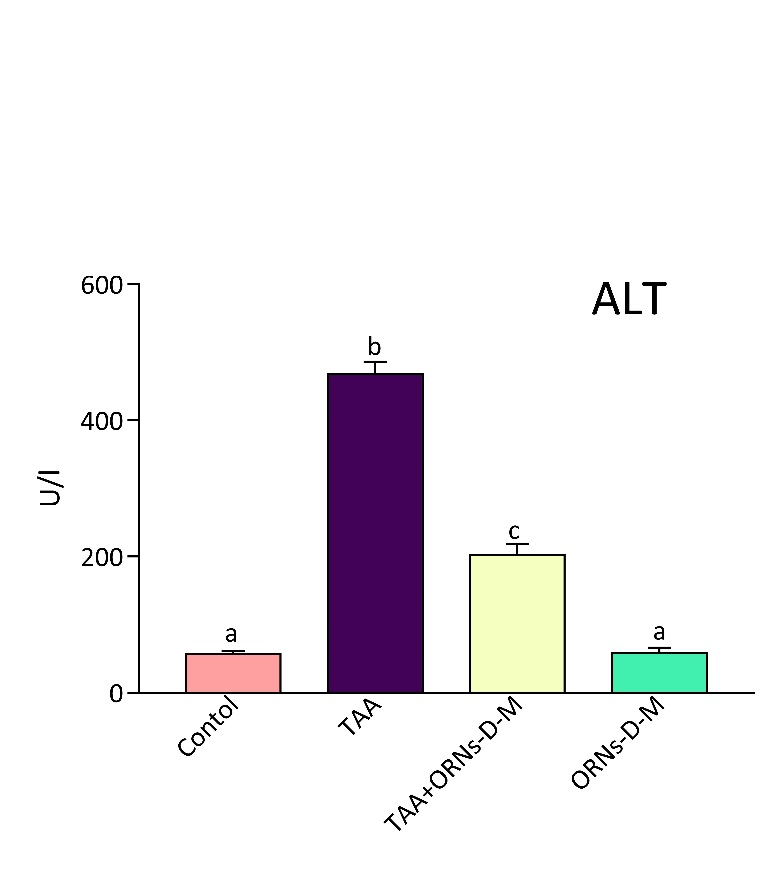 ALT
600
400
200
0
U/I
a
b
c
a
Contol
TAA
TAA+ORNs-D-M
ORNs-D-M